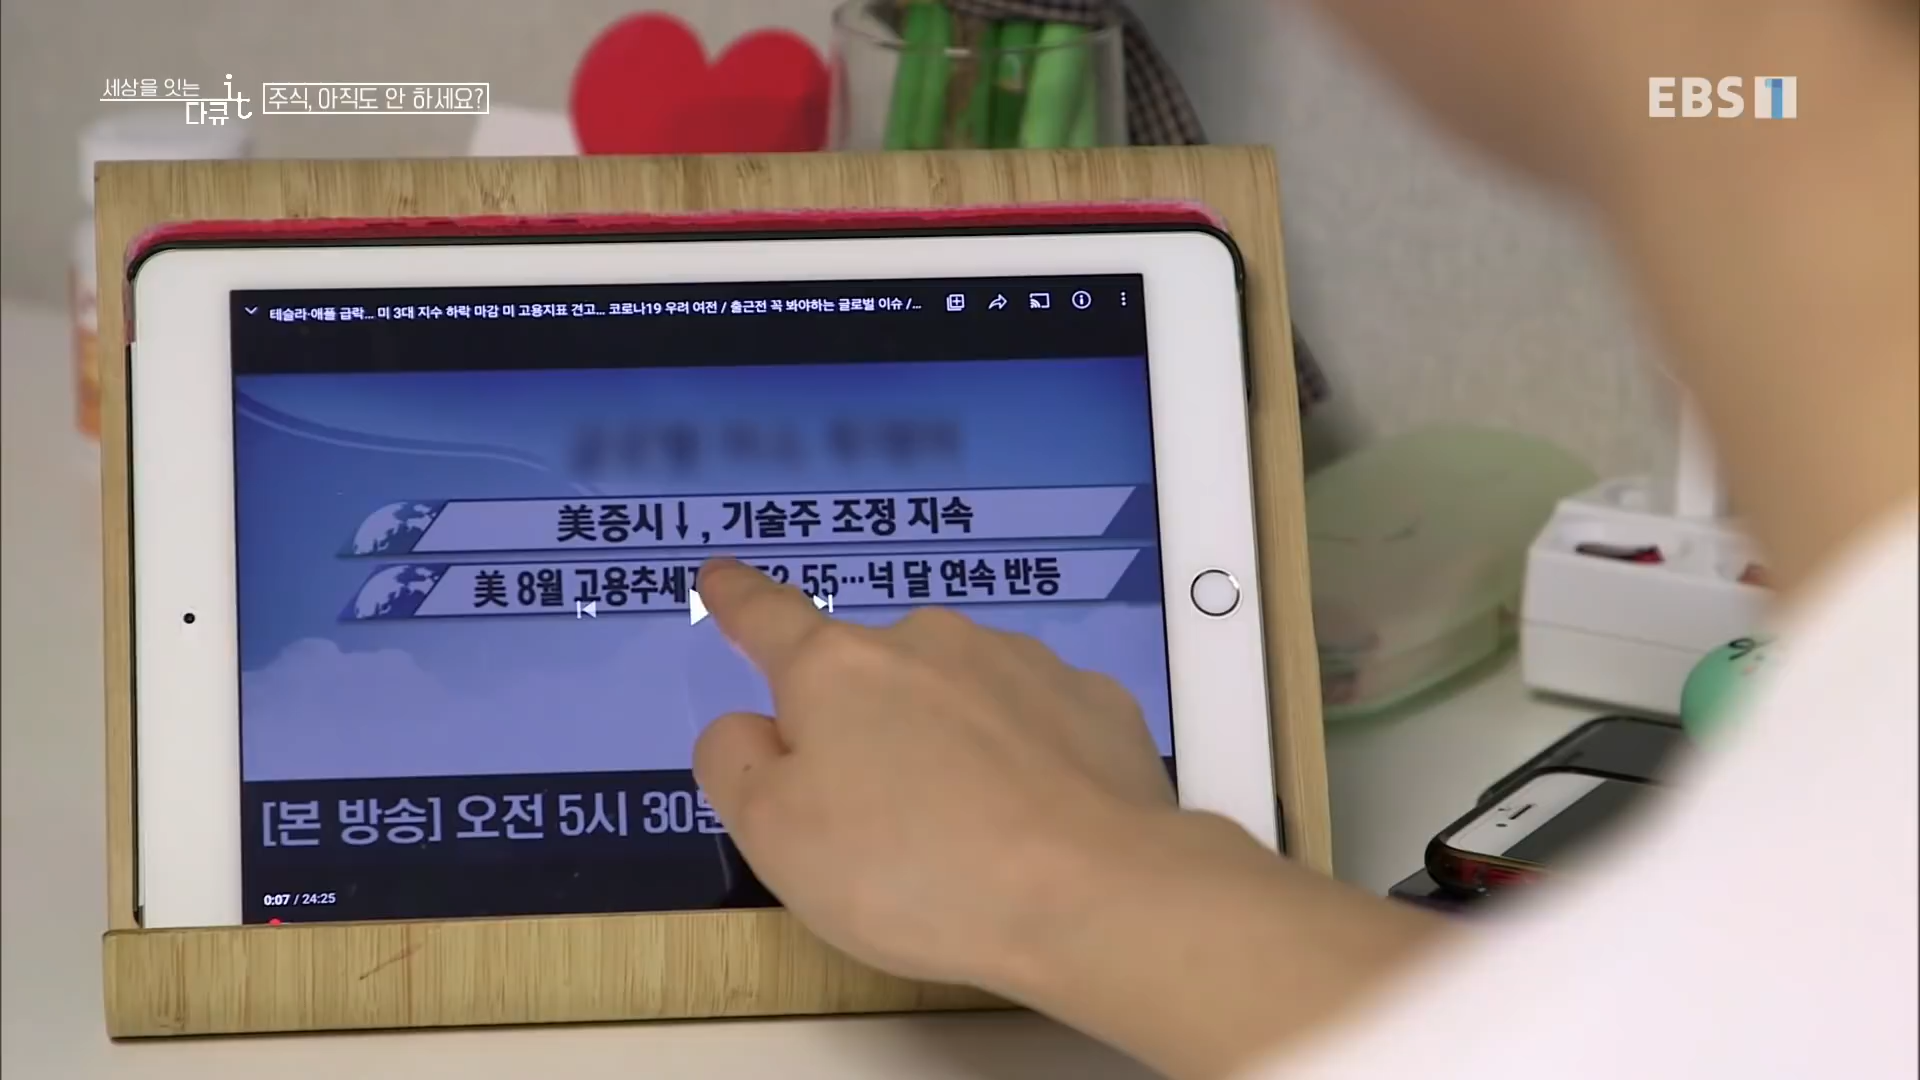 세상을 잇는
다큐 it
주식, 아직도 안 하세요?
EBS 1
테슬라·애플 급락... 미 3대 지수 하락 마감 미 고용지표 견고... 코로나19 우려 여전 / 출근전 꼭 봐야하는 글로벌 이슈 /...
美증시↓, 기술주 조정 지속
美 8월 고용추세 55…넉 달 연속 반등
[본 방송] 오전 5시 30분
0:07 / 24:25